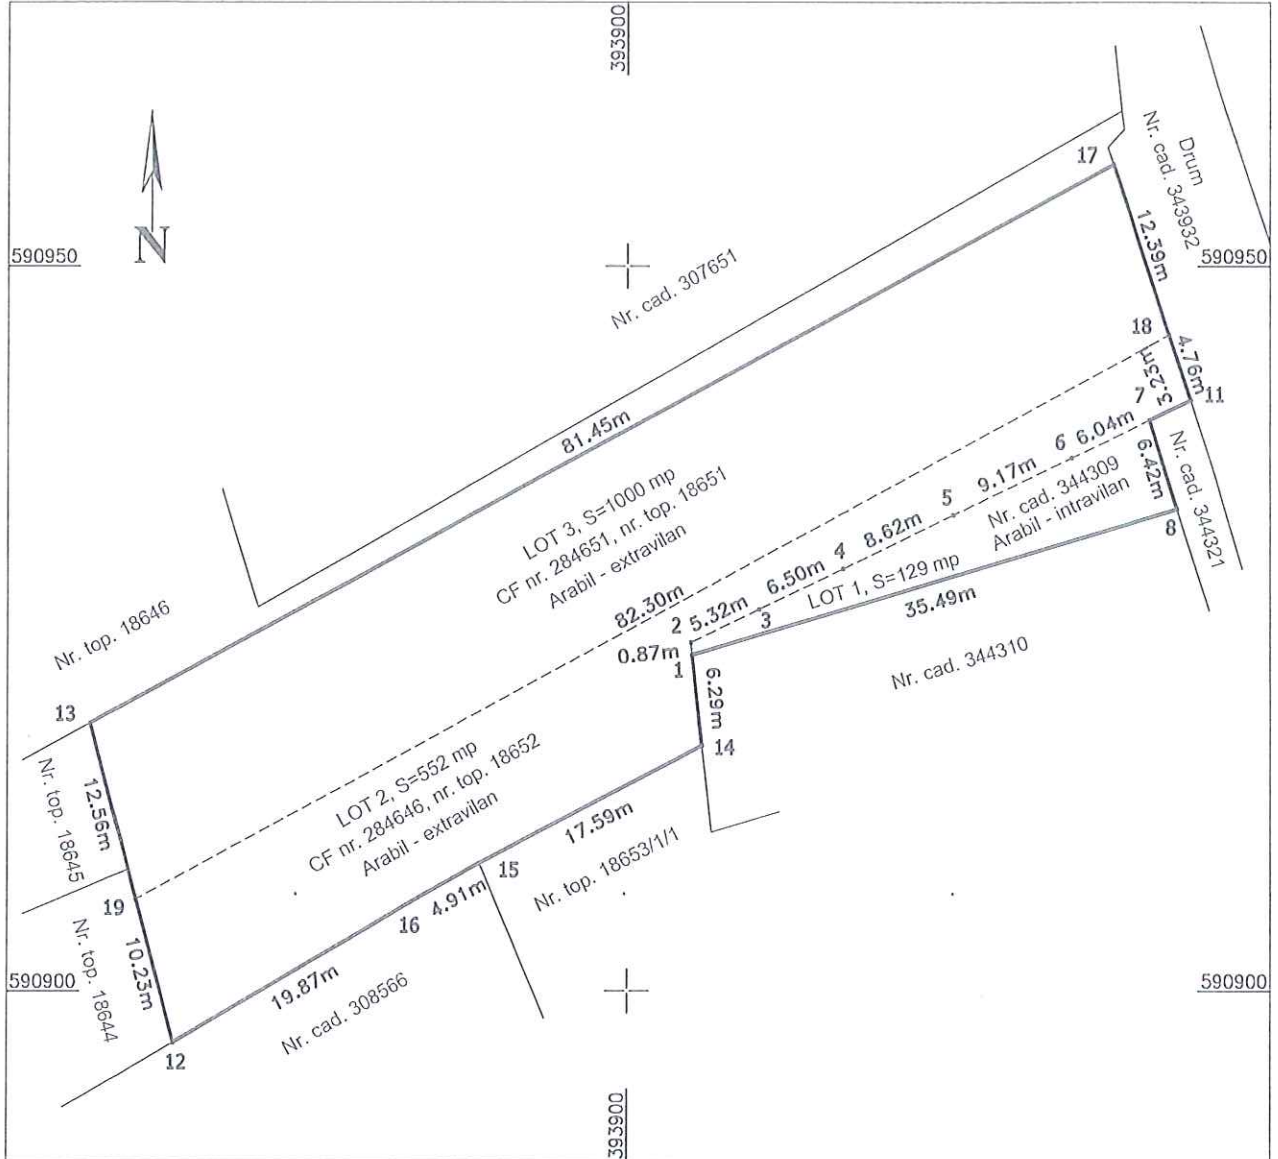 393900
17
Drum
Nr. cad. 343932
12.39m
N
590950
590950
Nr. cad. 307651
18
4.76m
3.23m
7
11
81.45m
6
6.04m
Nr. cad. 344321
6.42m
5
9.17m
Nr. cad. 344309
Arabil - intravilan
8
LOT 3, S=1000 mp
CF nr. 284651, nr. top. 18651
Arabil - extravilan
4
8.62m
6.50m
LOT 1, S=129 mp
35.49m
82.30m
2
5.32m
3
0.87m
1
Nr. top. 18646
Nr. cad. 344310
6.29m
13
14
Nr. top. 18645
12.56m
LOT 2, S=552 mp
CF nr. 284646, nr. top. 18652
Arabil - extravilan
17.59m
15
Nr. top. 18653/1/1
4.91m
16
19
Nr. top. 18644
10.23m
19.87m
Nr. cad. 308566
590900
590900
12
393900